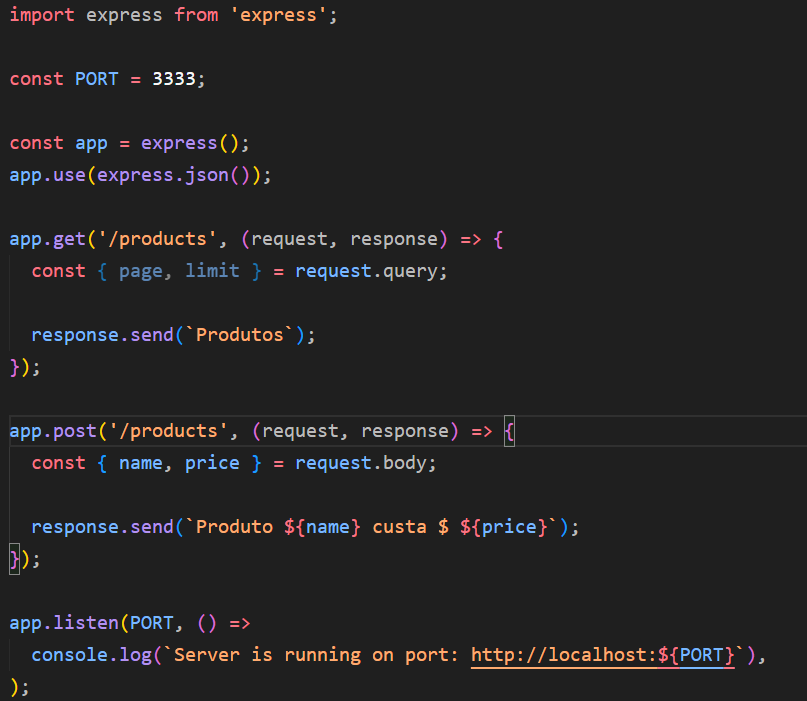 import express from 'express';
const PORT = 3333;
const app = express();
app.use(express.json());
app.get('/products', (request, response) => {
  const { page, limit } = request.query;
  response.send(`Produtos`);
});
app.post('/products', (request, response) => {
  const { name, price } = request.body;
  response.send(`Produto ${name} custa $ ${price}`);
});
app.listen(PORT, () =>
  console.log(`Server is running on port: http://localhost:${PORT}`),
);